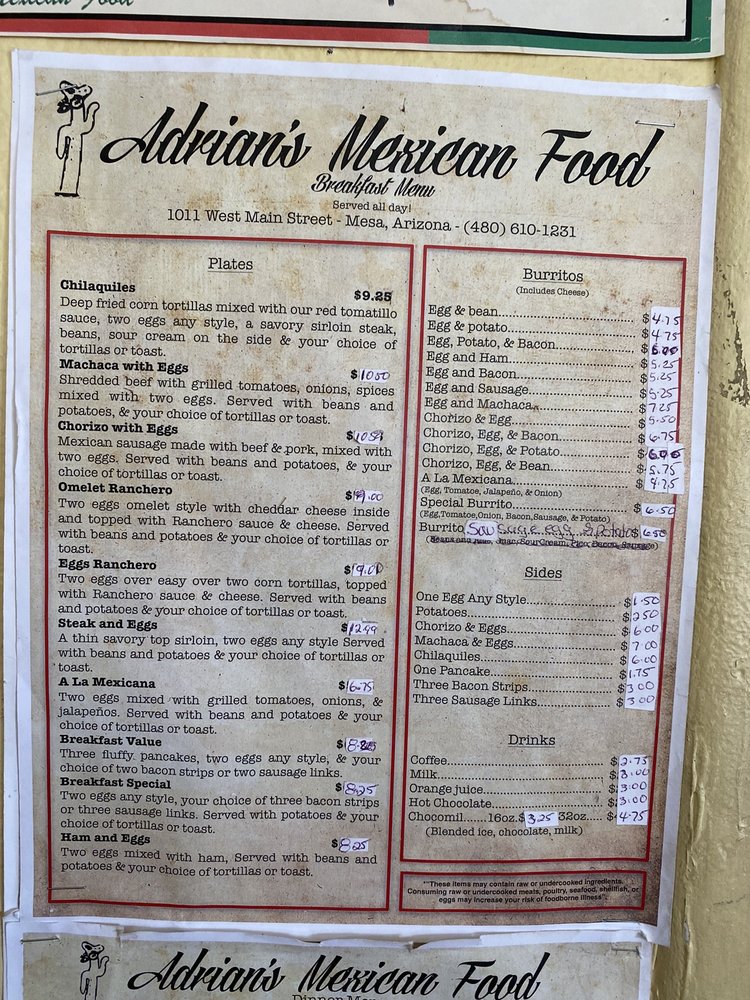 Mexican Food
Adrian's Mexican Food
Breakfast Menu
Served all day!
1011 West Main Street - Mesa, Arizona - (480) 610-1231
Plates
Chilaquiles $9.25
Deep fried corn tortillas mixed with our red tomatillo
sauce, two eggs any style, a savory sirloin steak,
beans, sour cream on the side & your choice of
tortillas or toast.
Machaca with Eggs $10.50
Shredded beef with grilled tomatoes, onions, spices
mixed with two eggs. Served with beans and
potatoes, & your choice of tortillas or toast.
Chorizo with Eggs $10.50
Mexican sausage made with beef & pork, mixed with
two eggs. Served with beans and potatoes, & your
choice of tortillas or toast.
Omelet Ranchero
Two eggs omelet style with cheddar cheese inside
and topped with Ranchero sauce & cheese. Served
with beans and potatoes & your choice of tortillas or
toast.
Eggs Ranchero $9.00
Two eggs over easy over two corn tortillas, topped
with Ranchero sauce & cheese. Served with beans
and potatoes & your choice of tortillas or toast.
Steak and Eggs $12.99
A thin savory top sirloin, two eggs any style Served
with beans and potatoes & your choice of tortillas or
toast.
A La Mexicana $6.75
Two eggs mixed with grilled tomatoes, onions, &
jalapeños. Served with beans and potatoes & your
choice of tortillas or toast.
Breakfast Value $8.25
Three fluffy pancakes, two eggs any style, & your
choice of two bacon strips or two sausage links.
Breakfast Special $8.25
Two eggs any style, your choice of three bacon strips
or three sausage links. Served with potatoes & your
choice of tortillas or toast.
Ham and Eggs $8.25
Two eggs mixed with ham, Served with beans and
potatoes & your choice of tortillas or toast.
Burritos
(Includes Cheese)
Egg & bean $4.75
Egg & potato $4.75
Egg, Potato, & Bacon $6.00
Egg and Ham $5.25
Egg and Bacon $5.25
Egg and Sausage $5.25
Egg and Machaca $7.25
Chorizo & Egg $5.50
Chorizo, Egg, & Bacon $6.75
Chorizo, Egg, & Potato $6.00
Chorizo, Egg, & Bean $5.75
A La Mexicana $4.75
(Egg, Tomatoe, Jalapeño, & Onion)
Special Burrito $6.50
(Egg,Tomatoe,Onion, Bacon,Sausage, & Potato)
Burrito Sausage egg & Potato $6.50
Sides
One Egg Any Style $1.50
Potatoes $2.50
Chorizo & Eggs $6.00
Machaca & Eggs $7.00
Chilaquiles $6.00
One Pancake $1.75
Three Bacon Strips $3.00
Three Sausage Links $3.00
Drinks
Coffee $2.75
Milk $3.00
Orange juice $3.00
Hot Chocolate $3.00
Chocomil......16oz.$3.25 32oz..... $4.75
(Blended ice, chocolate, milk)
"These items may contain raw or undercooked ingredients.
Consuming raw or undercooked meats, poultry, seafood, shellfish, or
eggs may increase your risk of foodborne illness".
Adrian's Mexican Food
Dinner Menu